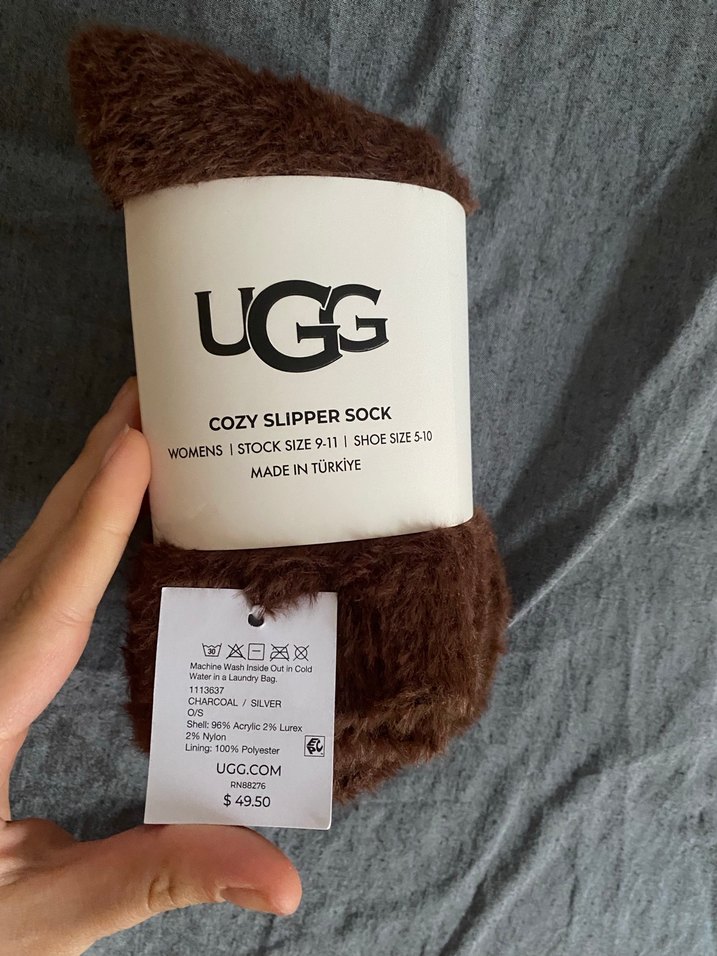 UGG
COZY SLIPPER SOCK
WOMENS | STOCK SIZE 9-11 | SHOE SIZE 5-10
MADE IN TÜRKİYE
30
Machine Wash Inside Out in Cold
Water in a Laundry Bag.
1113637
CHARCOAL / SILVER
O/S
Shell: 96% Acrylic 2% Lurex
2% Nylon
Lining: 100% Polyester
UGG.COM
RN88276
$ 49.50